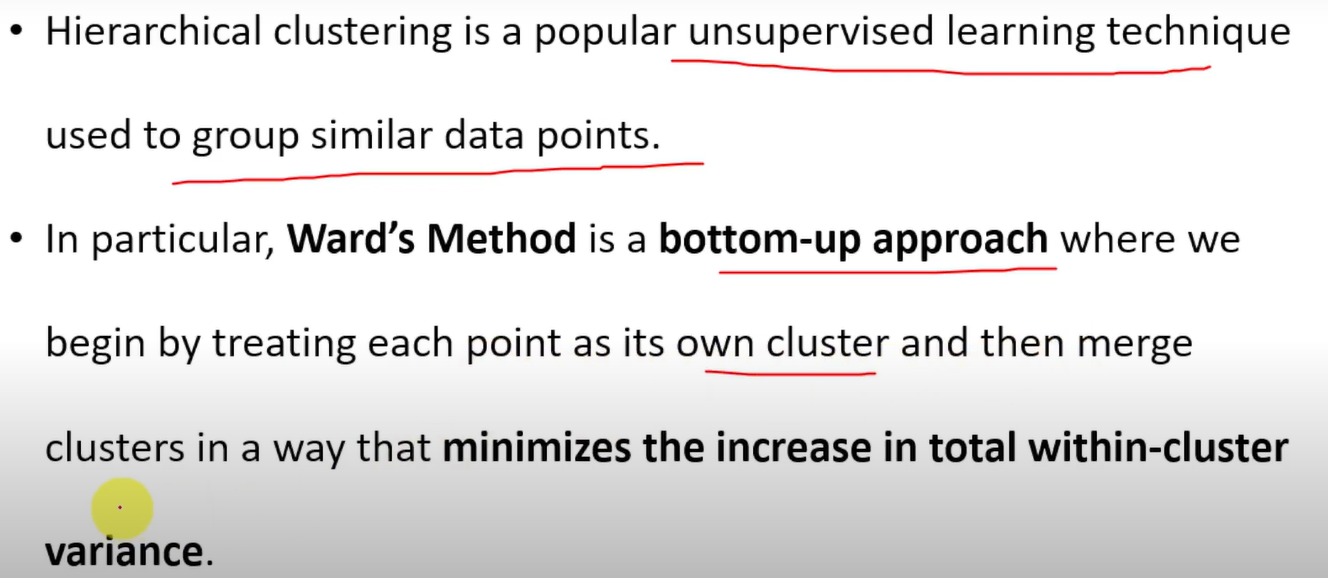 • Hierarchical clustering is a popular unsupervised learning technique
used to group similar data points.
• In particular, Ward’s Method is a bottom-up approach where we
begin by treating each point as its own cluster and then merge
clusters in a way that minimizes the increase in total within-cluster
variance.